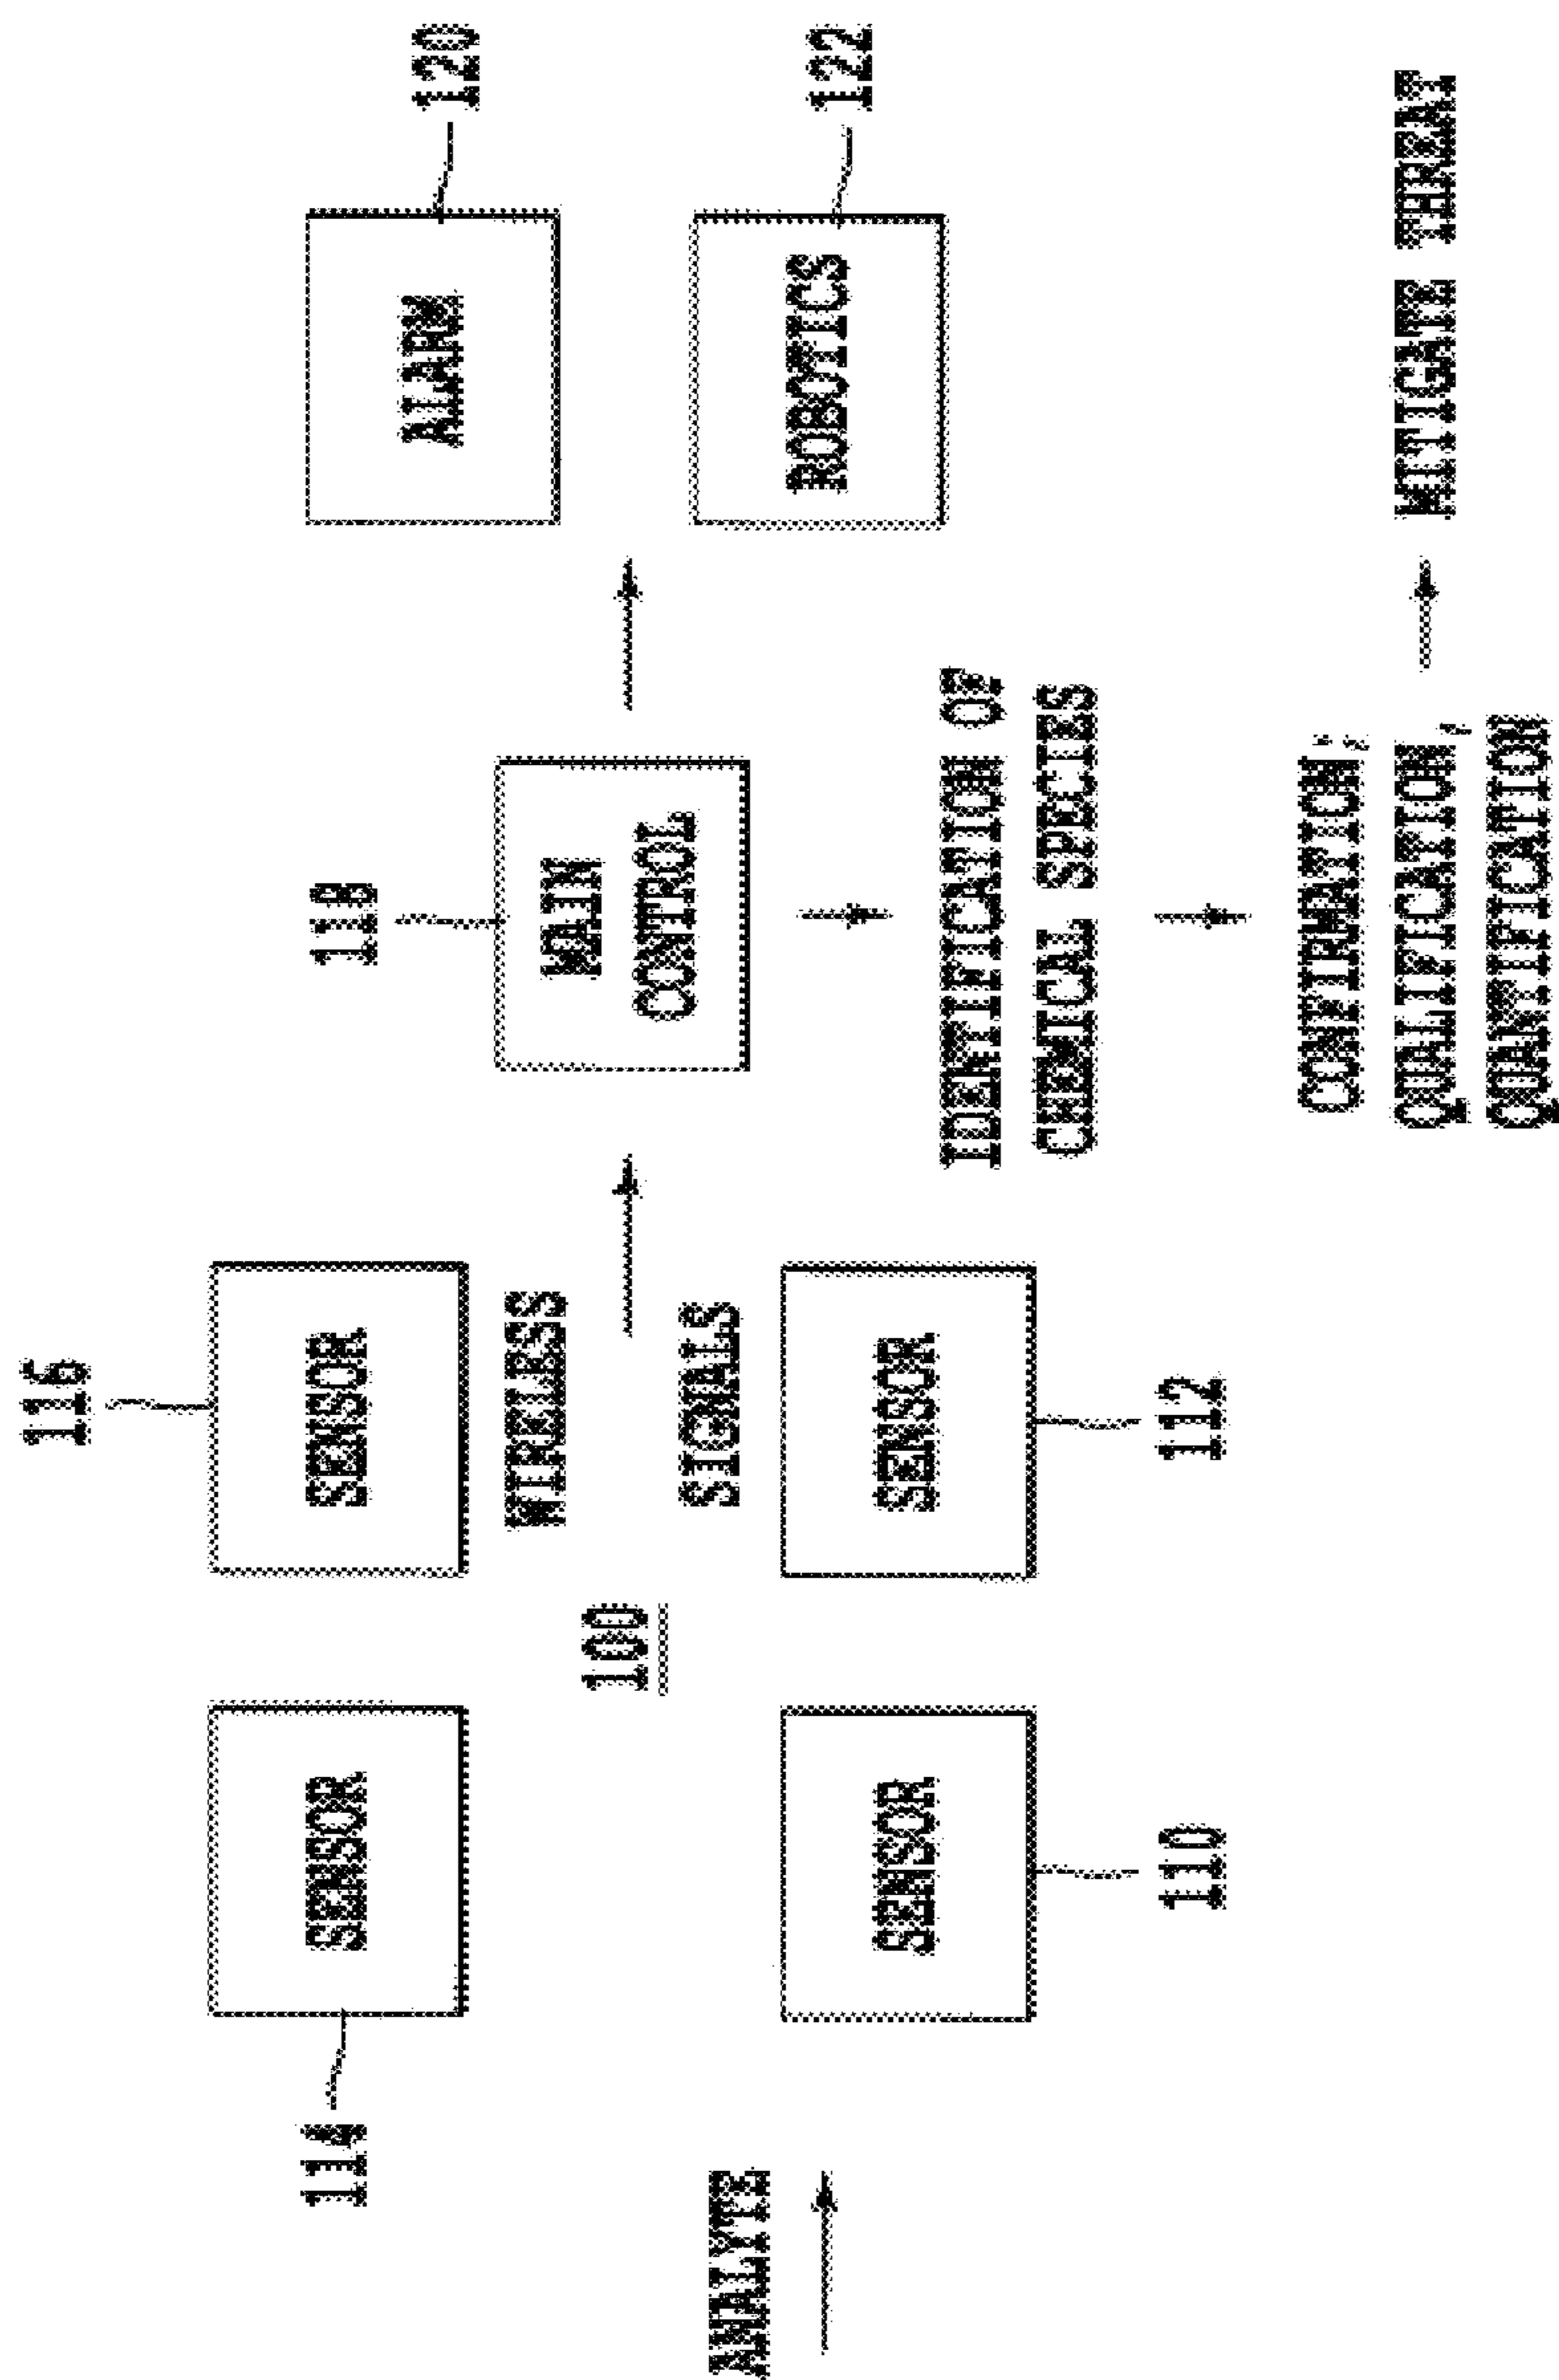 116
114
SENSOR
SENSOR
118
120
ALARM
WIRELESS
MAIN
CONTROL
100
SIGNALS
122
ROBOTICS
ANALYTE
SENSOR
SENSOR
110
112
IDENTIFICATION OF
CHEMICAL SPECIES
CONFIRMATION,
QUALIFICATION,
QUANTIFICATION
MITIGATE THREAT